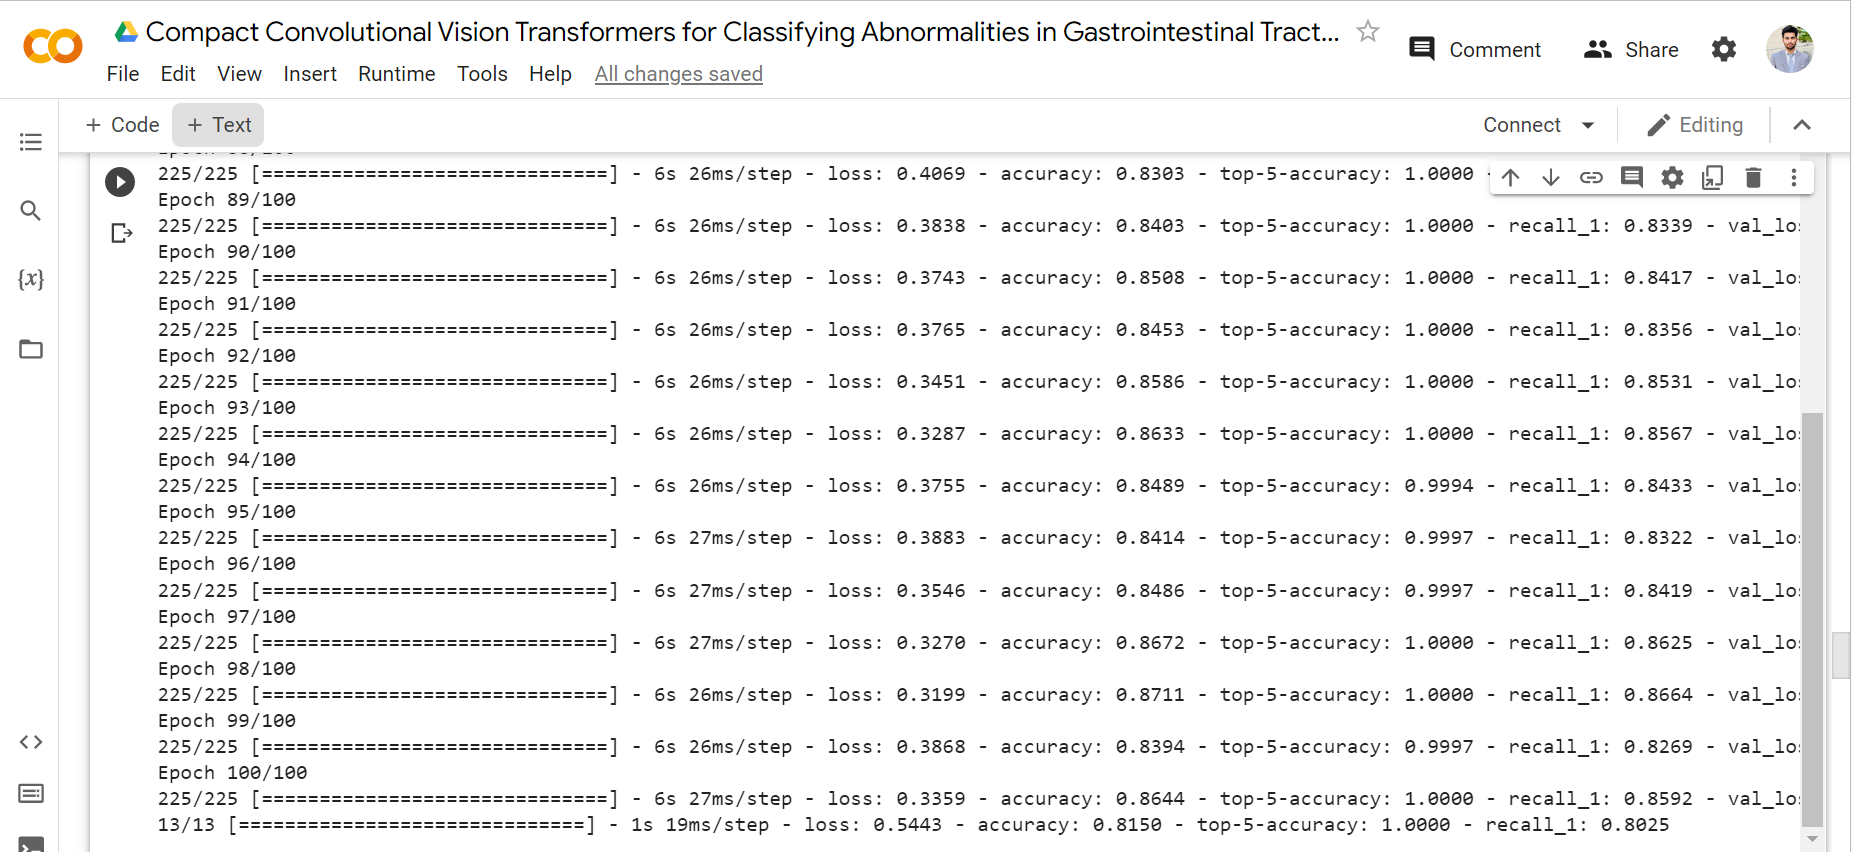 Compact Convolutional Vision Transformers for Classifying Abnormalities in Gastrointestinal Tract...
Comment
Share
File Edit View Insert Runtime Tools Help All changes saved
+ Code + Text
Connect
Editing
225/225 [==============================] - 6s 26ms/step - loss: 0.4069 - accuracy: 0.8303 - top-5-accuracy: 1.0000 -
Epoch 89/100
225/225 [==============================] - 6s 26ms/step - loss: 0.3838 - accuracy: 0.8403 - top-5-accuracy: 1.0000 - recall_1: 0.8339 - val_los
Epoch 90/100
225/225 [==============================] - 6s 26ms/step - loss: 0.3743 - accuracy: 0.8508 - top-5-accuracy: 1.0000 - recall_1: 0.8417 - val_los
Epoch 91/100
225/225 [==============================] - 6s 26ms/step - loss: 0.3765 - accuracy: 0.8453 - top-5-accuracy: 1.0000 - recall_1: 0.8356 - val_los
Epoch 92/100
225/225 [==============================] - 6s 26ms/step - loss: 0.3451 - accuracy: 0.8586 - top-5-accuracy: 1.0000 - recall_1: 0.8531 - val_los
Epoch 93/100
225/225 [==============================] - 6s 26ms/step - loss: 0.3287 - accuracy: 0.8633 - top-5-accuracy: 1.0000 - recall_1: 0.8567 - val_los
Epoch 94/100
225/225 [==============================] - 6s 26ms/step - loss: 0.3755 - accuracy: 0.8489 - top-5-accuracy: 0.9994 - recall_1: 0.8433 - val_los
Epoch 95/100
225/225 [==============================] - 6s 27ms/step - loss: 0.3883 - accuracy: 0.8414 - top-5-accuracy: 0.9997 - recall_1: 0.8322 - val_los
Epoch 96/100
225/225 [==============================] - 6s 27ms/step - loss: 0.3546 - accuracy: 0.8486 - top-5-accuracy: 0.9997 - recall_1: 0.8419 - val_los
Epoch 97/100
225/225 [==============================] - 6s 27ms/step - loss: 0.3270 - accuracy: 0.8672 - top-5-accuracy: 1.0000 - recall_1: 0.8625 - val_los
Epoch 98/100
225/225 [==============================] - 6s 26ms/step - loss: 0.3199 - accuracy: 0.8711 - top-5-accuracy: 1.0000 - recall_1: 0.8664 - val_los
Epoch 99/100
225/225 [==============================] - 6s 26ms/step - loss: 0.3868 - accuracy: 0.8394 - top-5-accuracy: 0.9997 - recall_1: 0.8269 - val_los
Epoch 100/100
225/225 [==============================] - 6s 27ms/step - loss: 0.3359 - accuracy: 0.8644 - top-5-accuracy: 1.0000 - recall_1: 0.8592 - val_los
13/13 [==============================] - 1s 19ms/step - loss: 0.5443 - accuracy: 0.8150 - top-5-accuracy: 1.0000 - recall_1: 0.8025